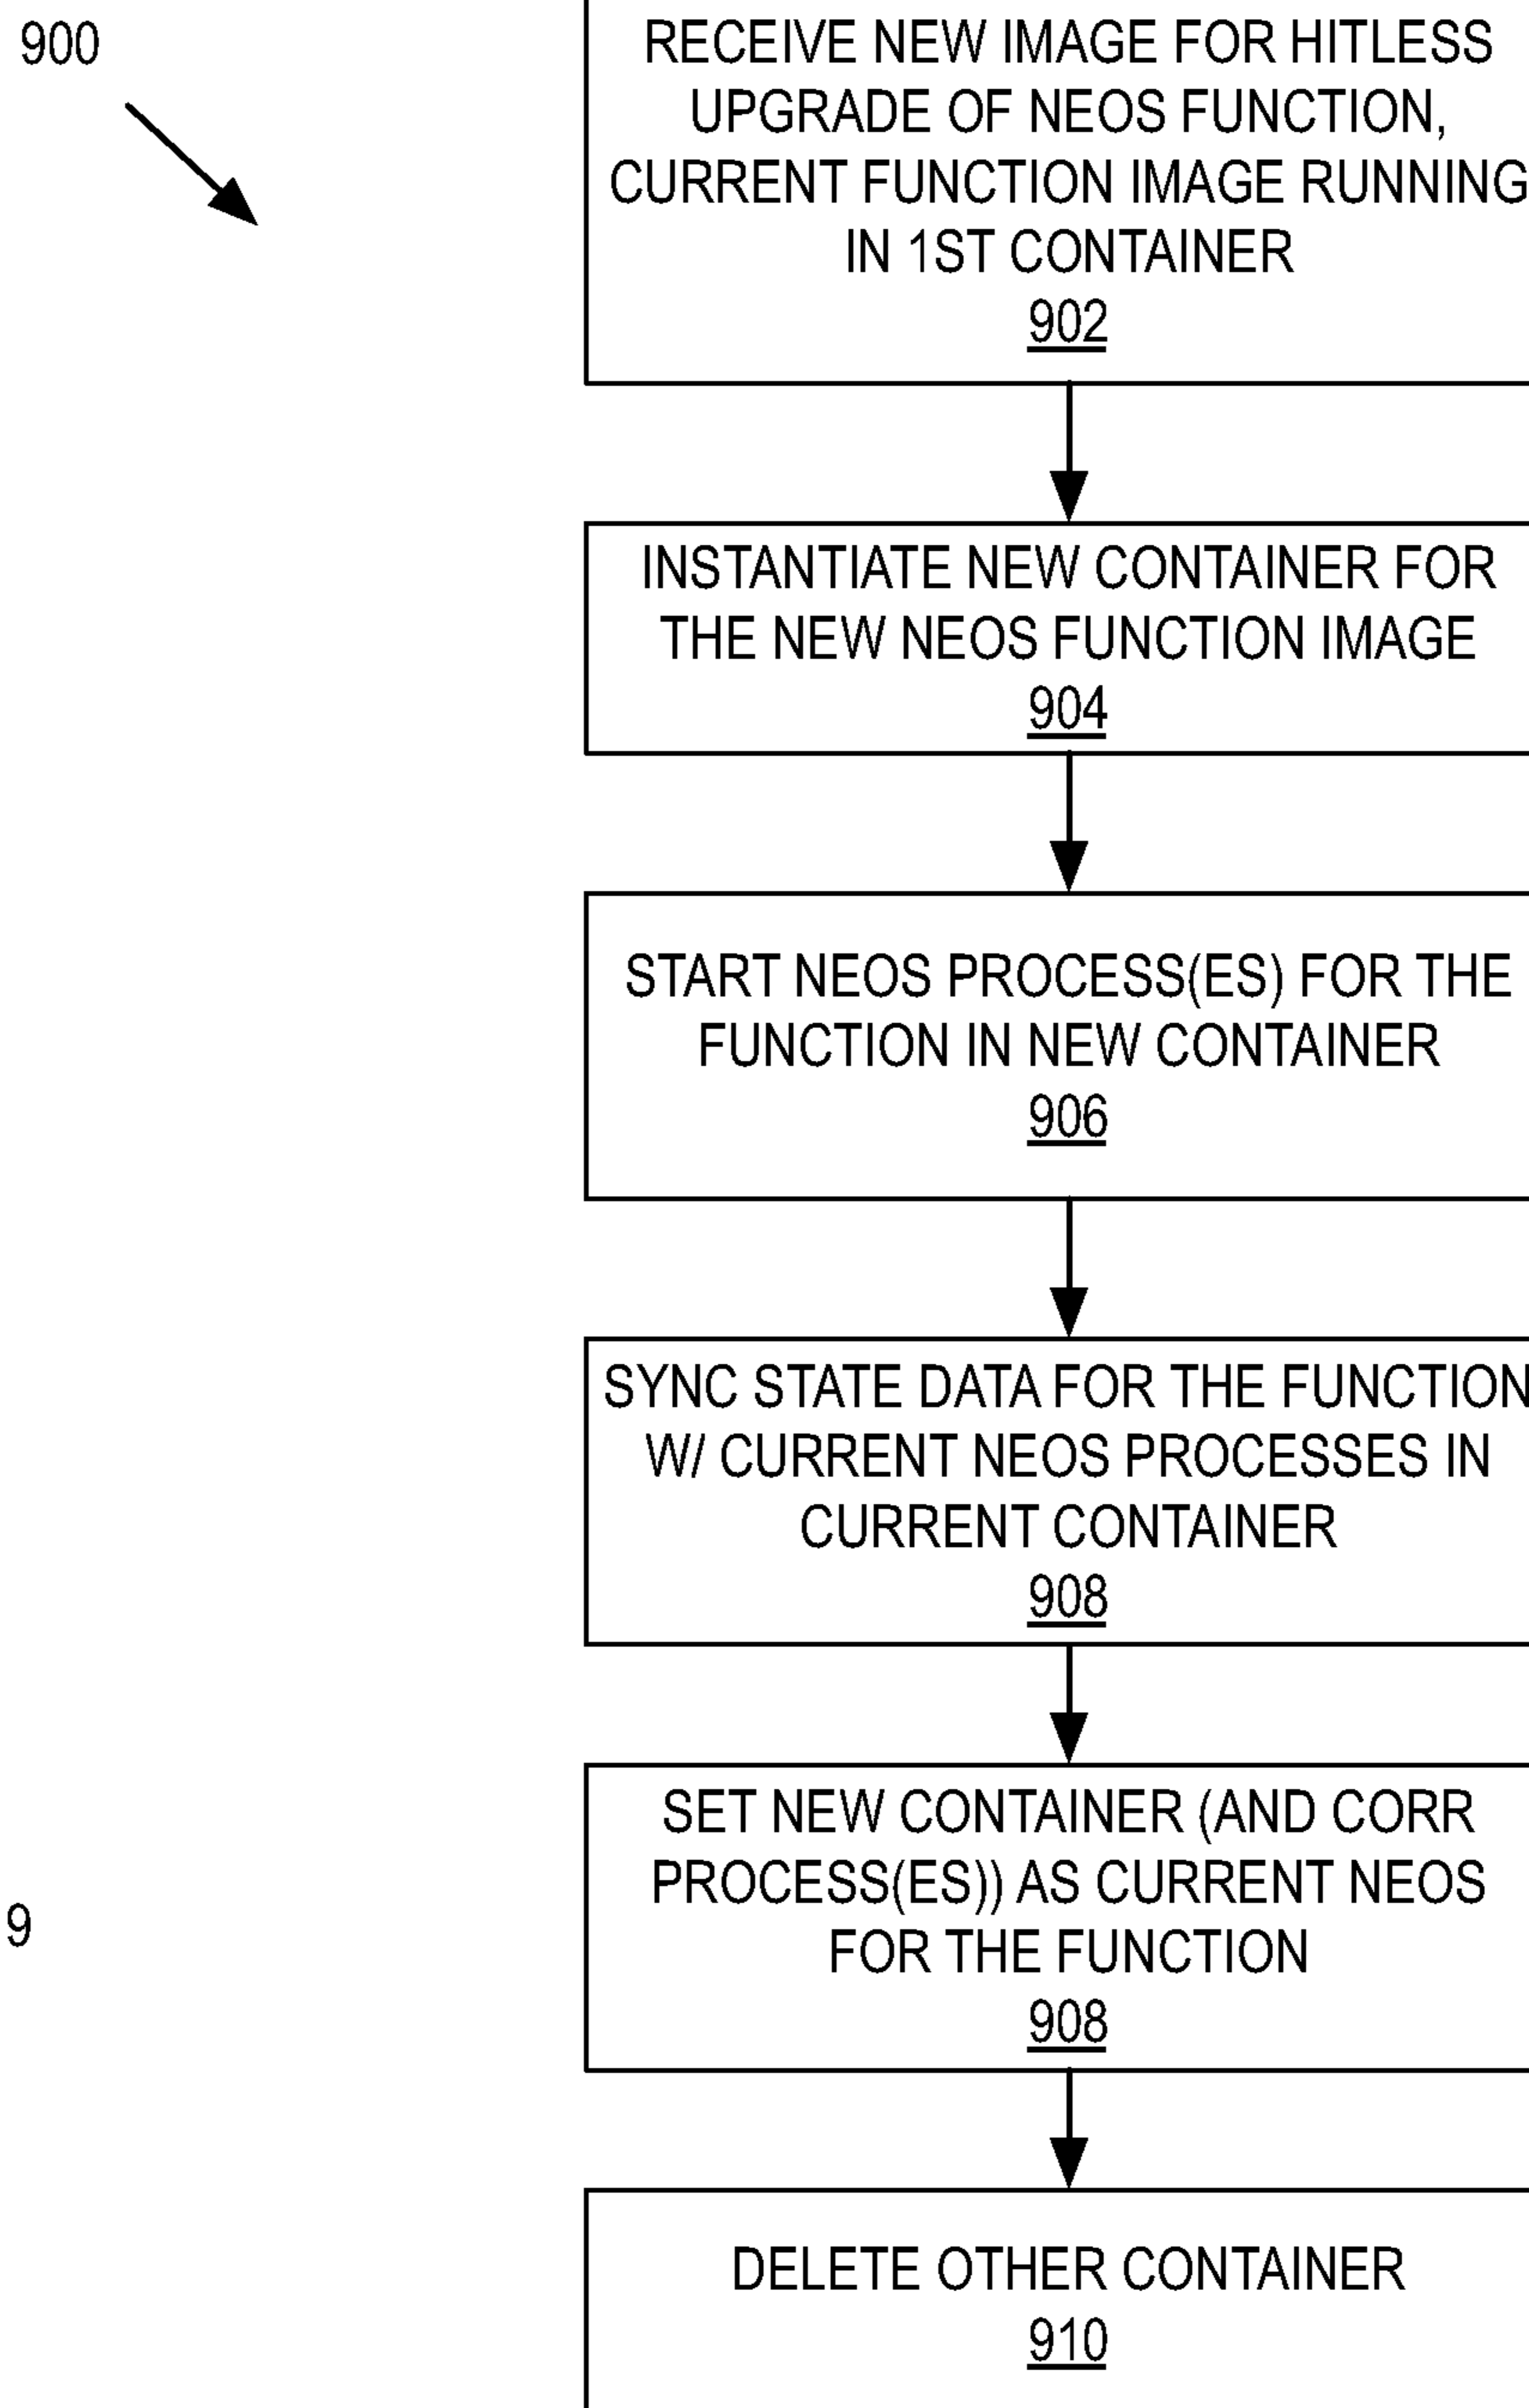 900
RECEIVE NEW IMAGE FOR HITLESS
UPGRADE OF NEOS FUNCTION,
CURRENT FUNCTION IMAGE RUNNING
IN 1ST CONTAINER
902
INSTANTIATE NEW CONTAINER FOR
THE NEW NEOS FUNCTION IMAGE
904
START NEOS PROCESS(ES) FOR THE
FUNCTION IN NEW CONTAINER
906
SYNC STATE DATA FOR THE FUNCTION
W/ CURRENT NEOS PROCESSES IN
CURRENT CONTAINER
908
SET NEW CONTAINER (AND CORR
PROCESS(ES)) AS CURRENT NEOS
FOR THE FUNCTION
908
9
DELETE OTHER CONTAINER
910